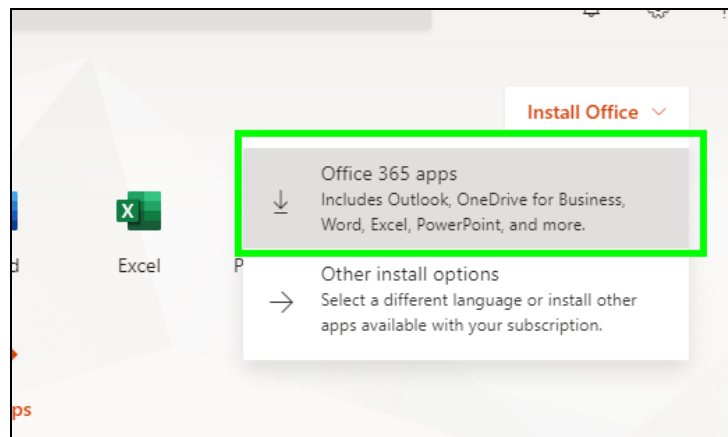 Install Office
Office 365 apps
Includes Outlook, OneDrive for Business,
Word, Excel, PowerPoint, and more.
d
Excel
P
Other install options
Select a different language or install other
apps available with your subscription.
ps